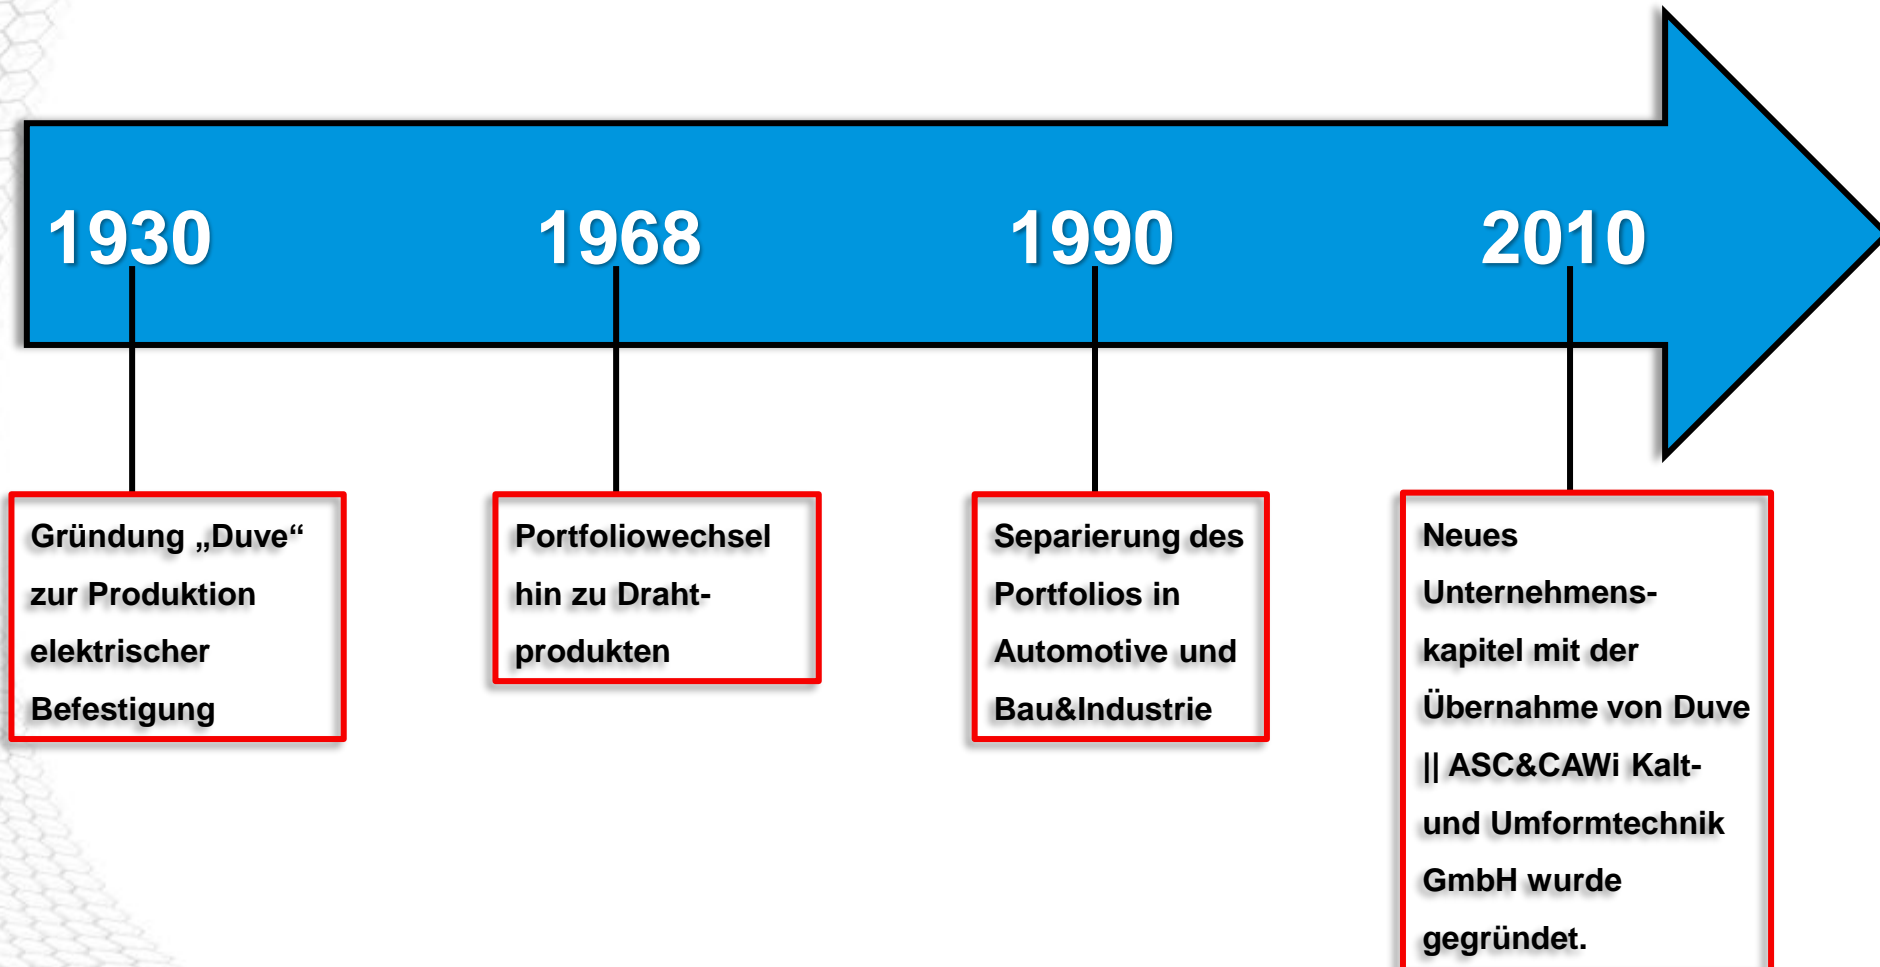 1930
1968
1990
2010
Gründung „Duve“
zur Produktion
elektrischer
Befestigung
Portfoliowechsel
hin zu Draht-
produkten
Separierung des
Portfolios in
Automotive und
Bau&Industrie
Neues
Unternehmens-
kapitel mit der
Übernahme von Duve
|| ASC&CAWi Kalt-
und Umformtechnik
GmbH wurde
gegründet.